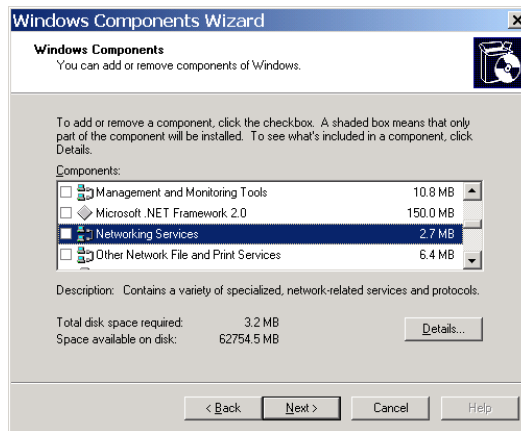 Windows Components Wizard
Windows Components
You can add or remove components of Windows.
To add or remove a component, click the checkbox. A shaded box means that only
part of the component will be installed. To see what's included in a component, click
Details.
Components:
Management and Monitoring Tools 10.8 MB
Microsoft .NET Framework 2.0 150.0 MB
Networking Services 2.7 MB
Other Network File and Print Services 6.4 MB
Description: Contains a variety of specialized, network-related services and protocols.
Total disk space required: 3.2 MB
Space available on disk: 62754.5 MB
Details...
< Back Next > Cancel Help